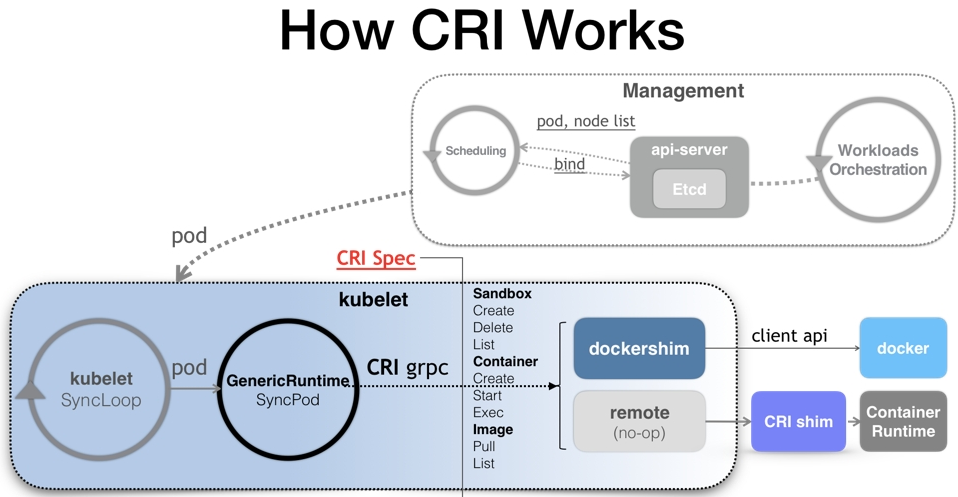 How CRI Works
Management
pod, node list
Scheduling
bind
api-server
Etcd
Workloads
Orchestration
pod
CRI Spec
kubelet
kubelet
SyncLoop
pod
GenericRuntime
SyncPod
CRI grpc
Sandbox
Create
Delete
List
Container
Create
Start
Exec
Image
Pull
List
dockershim
client api
docker
remote
(no-op)
CRI shim
Container
Runtime